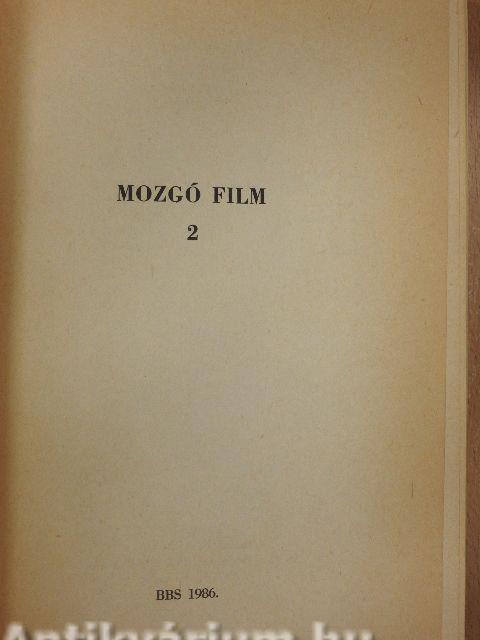 MOZGÓ FILM
2
BBS 1986.
Antikvárium.hu